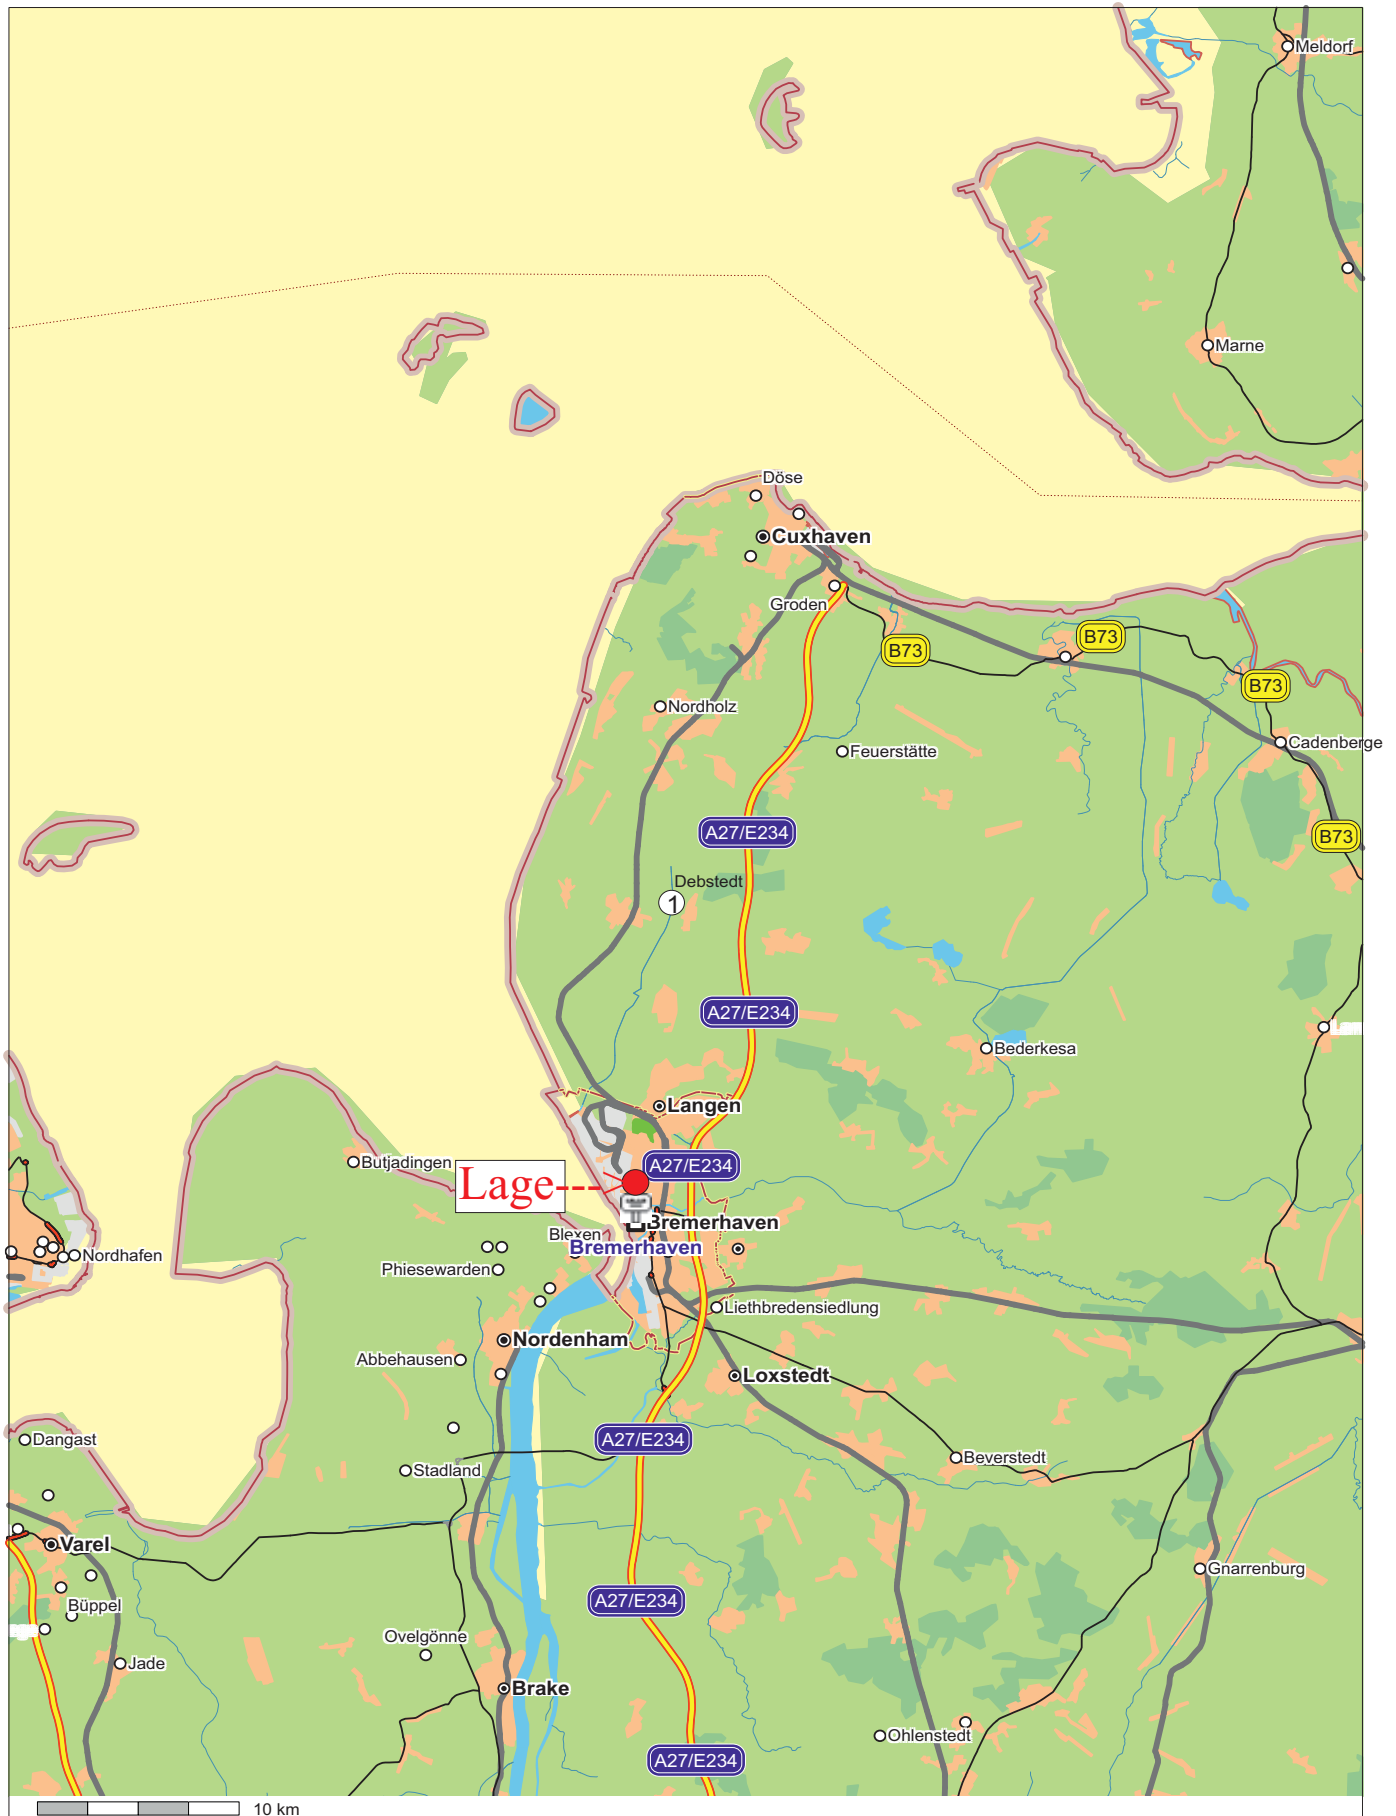 Meldorf
Marne
Döse
Cuxhaven
Groden
B73
B73
B73
Nordholz
Feuerstätte
Cadenberge
A27/E234
B73
Debstedt
1
A27/E234
Bederkesa
Langen
Butjadingen
A27/E234
Lage
Bremerhaven
Blexen
Bremerhaven
Nordhafen
Phiesewarden
Liethbredensiedlung
Nordenham
Abbehausen
Loxstedt
Dangast
A27/E234
Beverstedt
Stadland
Varel
Gnarrenburg
A27/E234
Büppel
Ovelgönne
Jade
Brake
Ohlenstedt
A27/E234
10 km